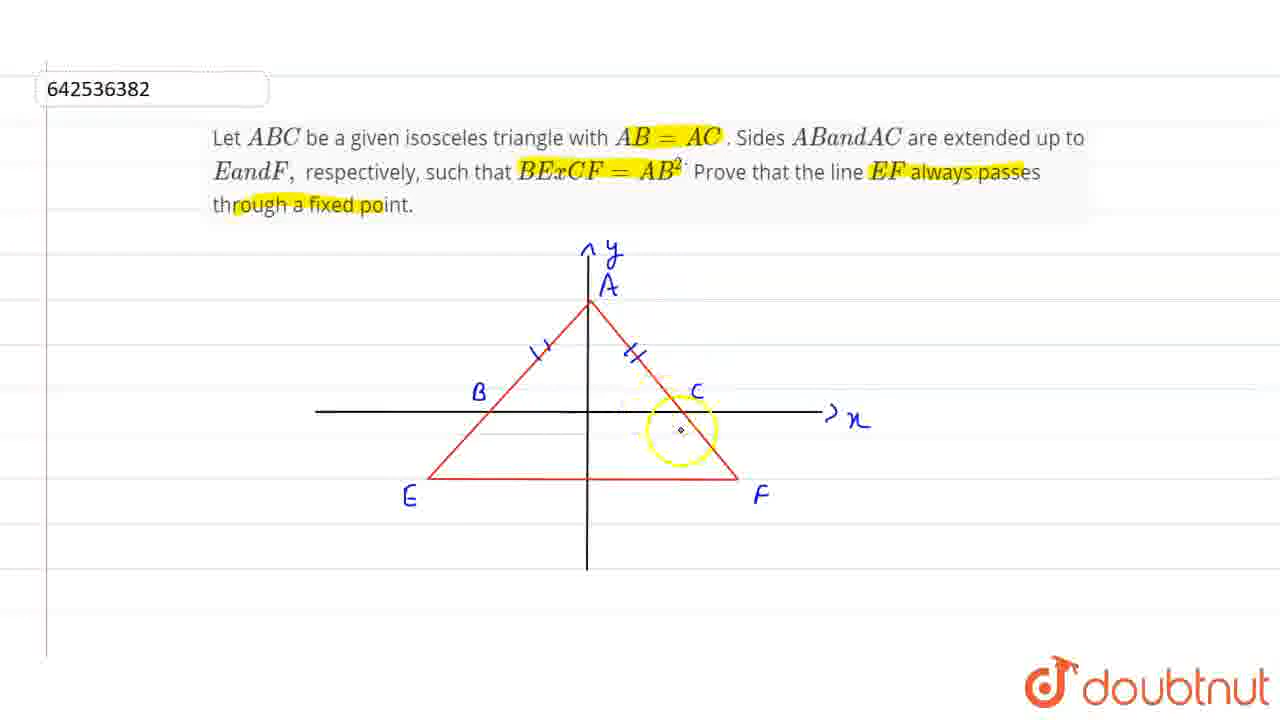 642536382
Let ABC be a given isosceles triangle with AB = AC . Sides ABandAC are extended up to
EandF, respectively, such that BExCF = AB²· Prove that the line EF always passes
through a fixed point.
y
A
B
C
x
E
F
doubtnut